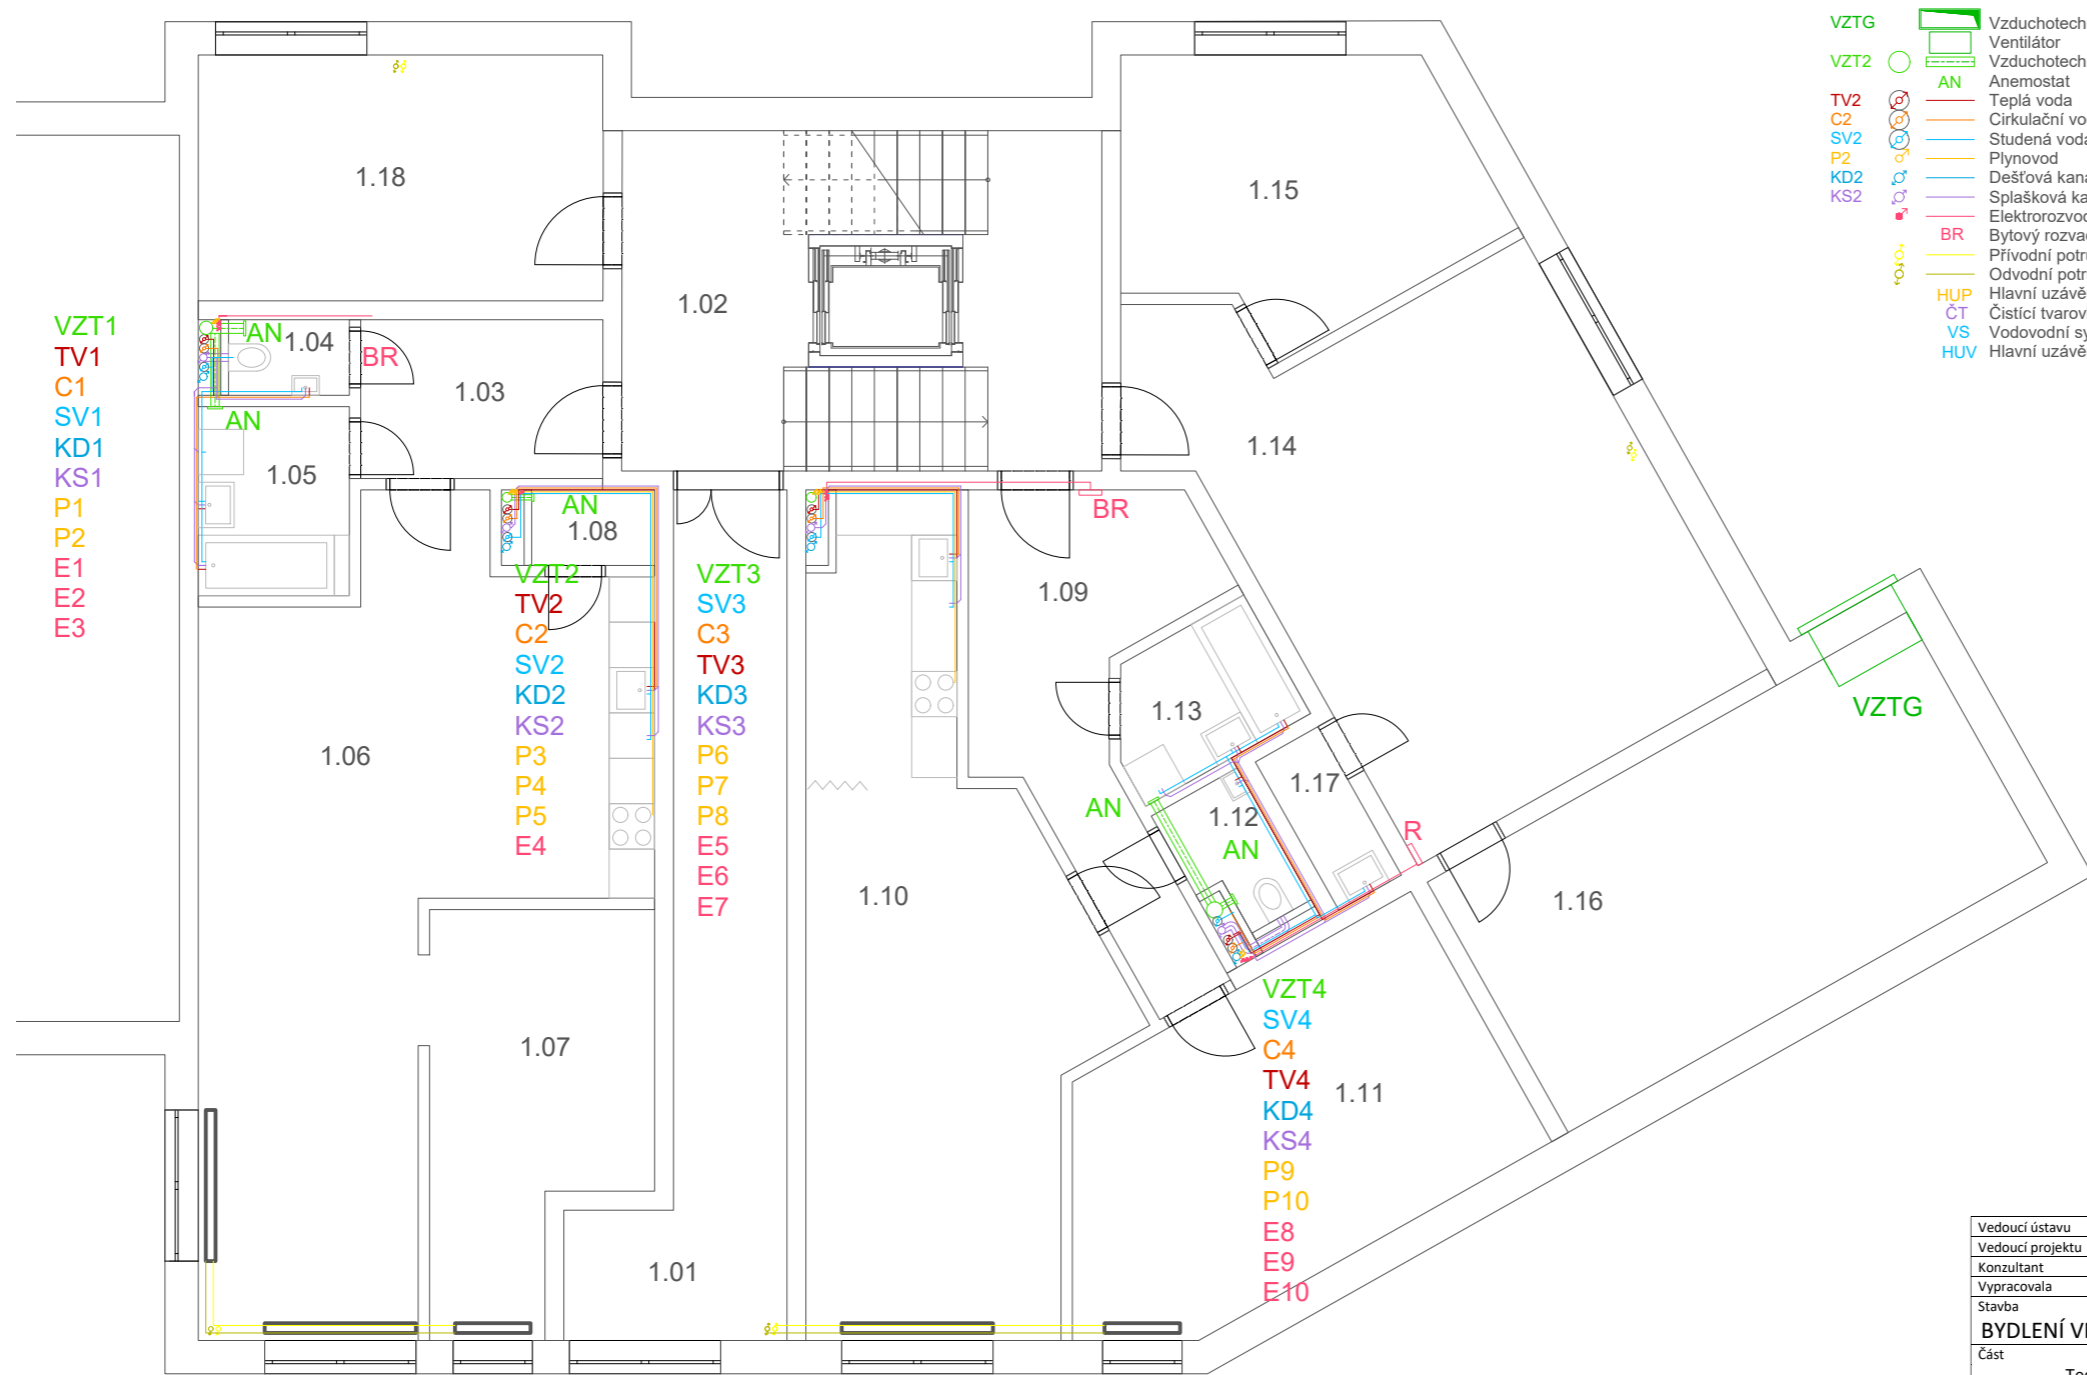 VZTG Vzduchotech
Ventilátor
VZT2 Vzduchotech
AN Anemostat
TV2 Teplá voda
C2 Cirkulační vo
SV2 Studená voda
P2 Plynovod
KD2 Dešťová kana
KS2 Splašková ka
Elektrorozvod
BR Bytový rozva
Přívodní potru
Odvodní potr
HUP Hlavní uzávě
ČT Čistící tvarov
VS Vodovodní sy
HUV Hlavní uzávě
1.18
1.15
1.02
VZT1
TV1
C1
SV1
KD1
KS1
P1
P2
E1
E2
E3
AN
1.04
BR
1.03
AN
1.05
1.14
AN
1.08
BR
1.09
VZT2
TV2
C2
SV2
KD2
KS2
P3
P4
P5
E4
VZT3
SV3
C3
TV3
KD3
KS3
P6
P7
P8
E5
E6
E7
1.13
VZTG
1.06
1.17
AN
1.12
AN
R
1.10
1.16
1.07
VZT4
SV4
C4
TV4
KD4
KS4
P9
P10
E8
E9
E10
1.11
1.01
Vedoucí ústavu
Vedoucí projektu
Konzultant
Vypracovala
Stavba
BYDLENÍ
Část